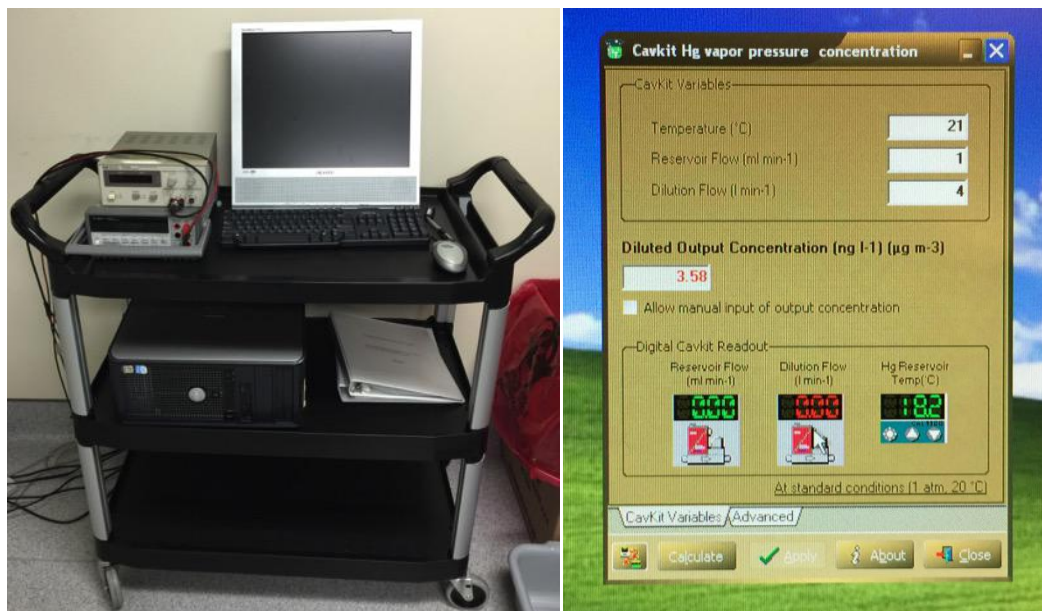 Cavkit Hg vapor pressure concentration
CavKit Variables
Temperature (°C)
21
Reservoir Flow (ml min-1)
1
Dilution Flow (l min-1)
4
Diluted Output Concentration (ng l-1) (µg m-3)
3.58
Allow manual input of output concentration
Digital Cavkit Readout
Reservoir Flow
(ml min-1)
Dilution Flow
(l min-1)
Hg Reservoir
Temp(°C)
0.00
0.00
18.2
At standard conditions (1 atm, 20 °C)
CavKit Variables
Advanced
Calculate
Apply
About
Close